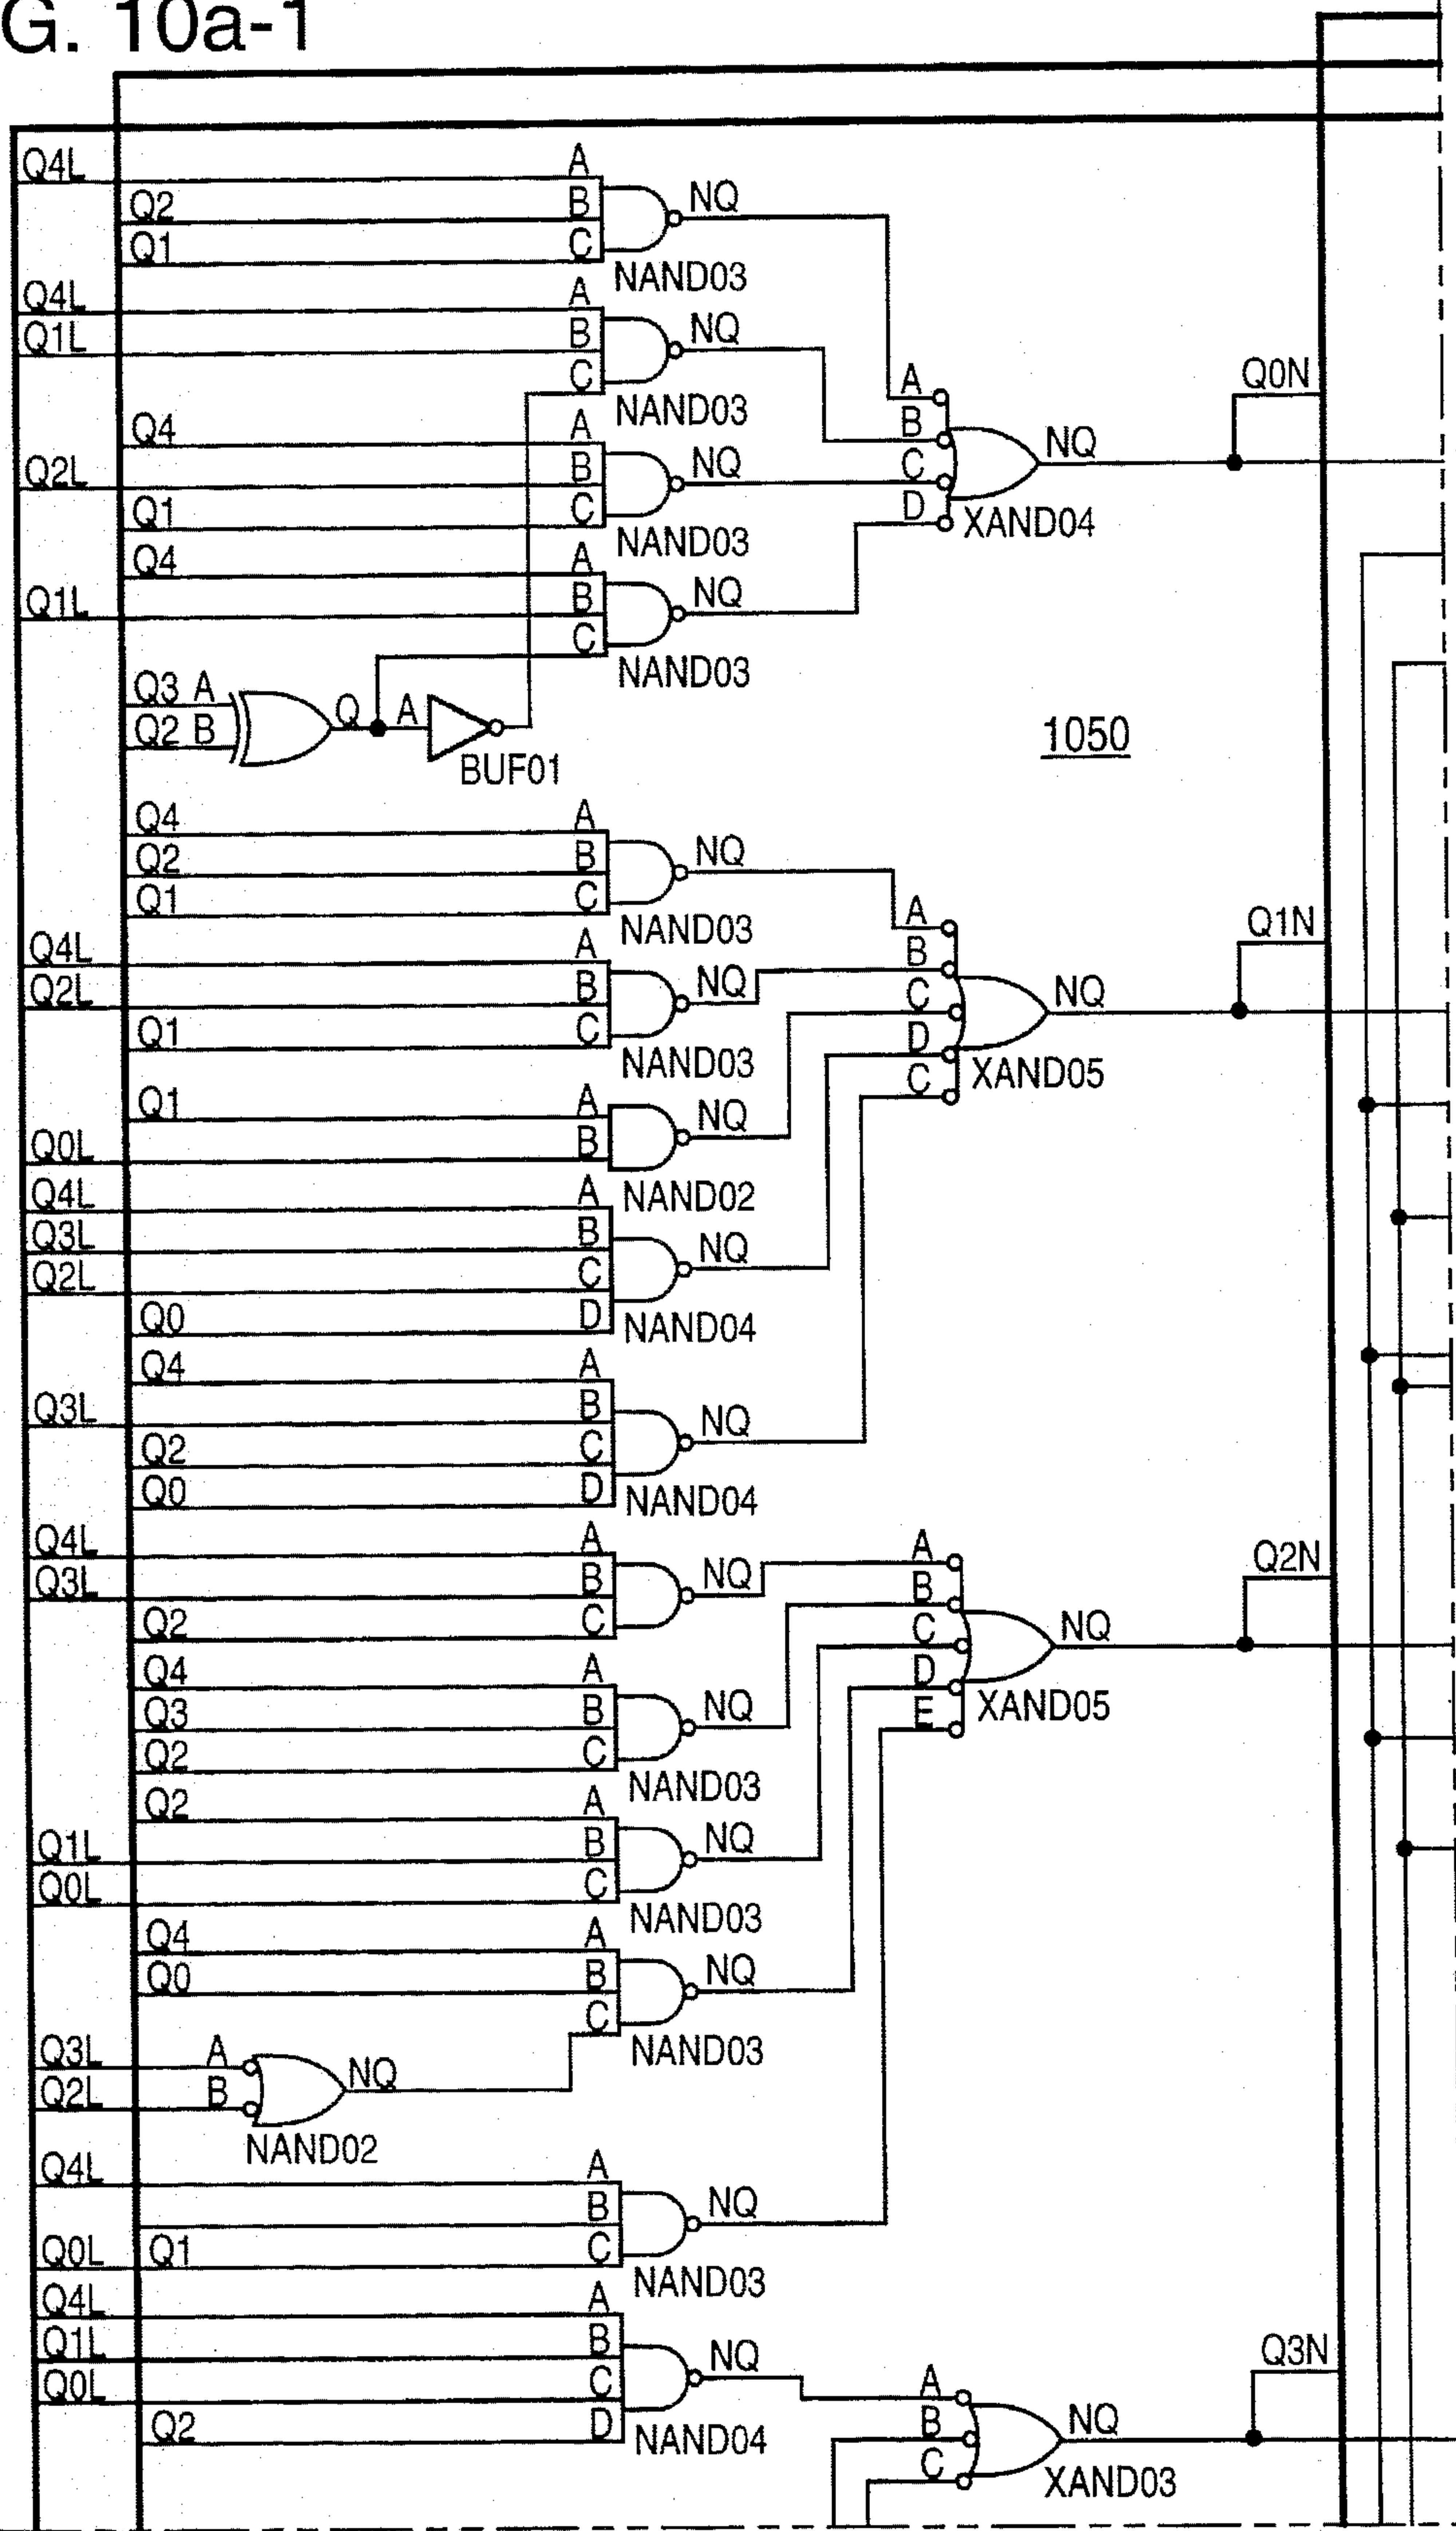 G. 10a-1
Q4L A
Q2 B NQ
Q1 C
NAND03
Q4L A
Q1L B NQ
C
NAND03
A Q0N
Q4 A
B NQ
Q2L B NQ
C
Q1 C
D XAND04
NAND03
Q4 A
Q1L B NQ
C
NAND03
Q3 A
Q2 B Q A
BUF01
1050
Q4 A
Q2 B NQ
Q1 C
NAND03
A Q1N
Q4L A
B
Q2L B NQ
C NQ
Q1 C
D
NAND03
C XAND05
Q1 A
Q0L B NQ
NAND02
Q4L A
Q3L B
Q2L C NQ
Q0 D
NAND04
Q4 A
Q3L B
Q2 C NQ
Q0 D
NAND04
Q4L A
A Q2N
Q3L B NQ
B
Q2 C
C NQ
Q4 A
D
Q3 B NQ
E XAND05
Q2 C
NAND03
Q2 A
Q1L B NQ
Q0L C
NAND03
Q4 A
Q0 B NQ
C
NAND03
Q3L A
Q2L B NQ
NAND02
Q4L A
B NQ
Q0L Q1 C
NAND03
Q4L A
Q1L B
Q0L C NQ
Q2 D
NAND04
A Q3N
B NQ
C
XAND03